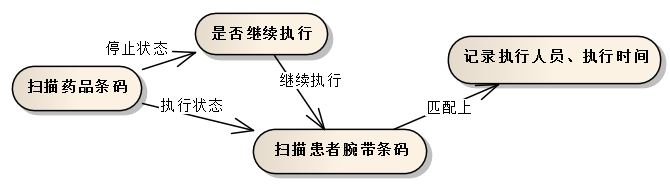 是否继续执行
停止状态
记录执行人员、执行时间
继续执行
扫描药品条码
执行状态
匹配上
扫描患者腕带条码